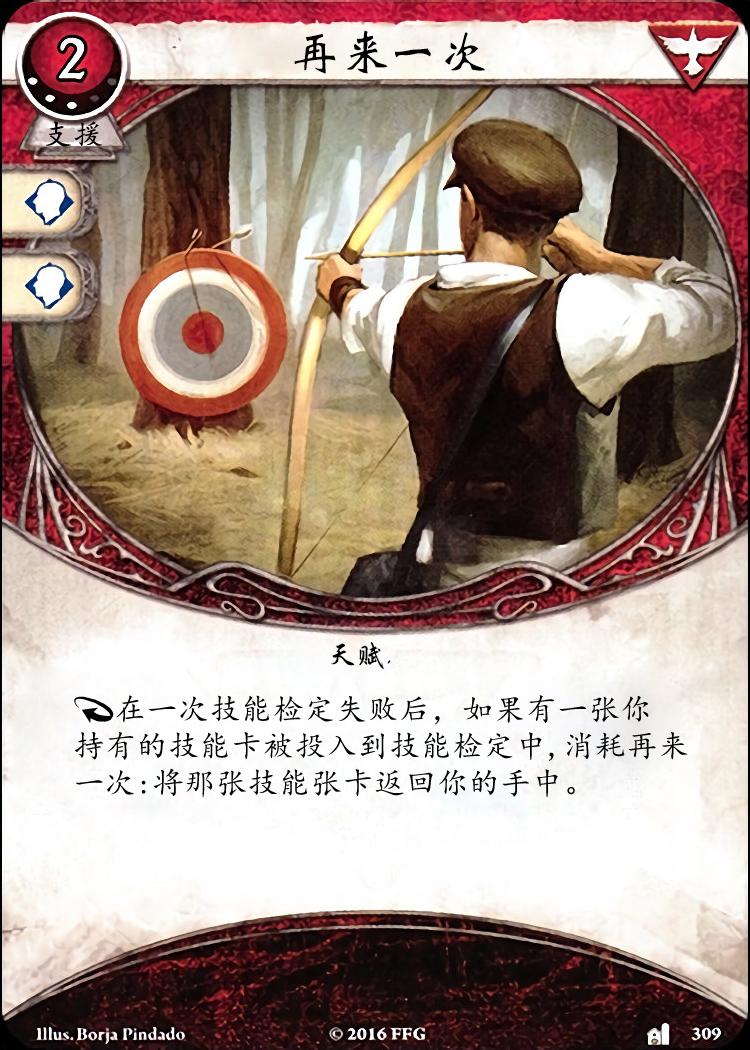 2
再来一次
支援
天赋.
在一次技能检定失败后，如果有一张你
持有的技能卡被投入到技能检定中,消耗再来
一次:将那张技能张卡返回你的手中。
Illus. Borja Pindado
© 2016 FFG
309